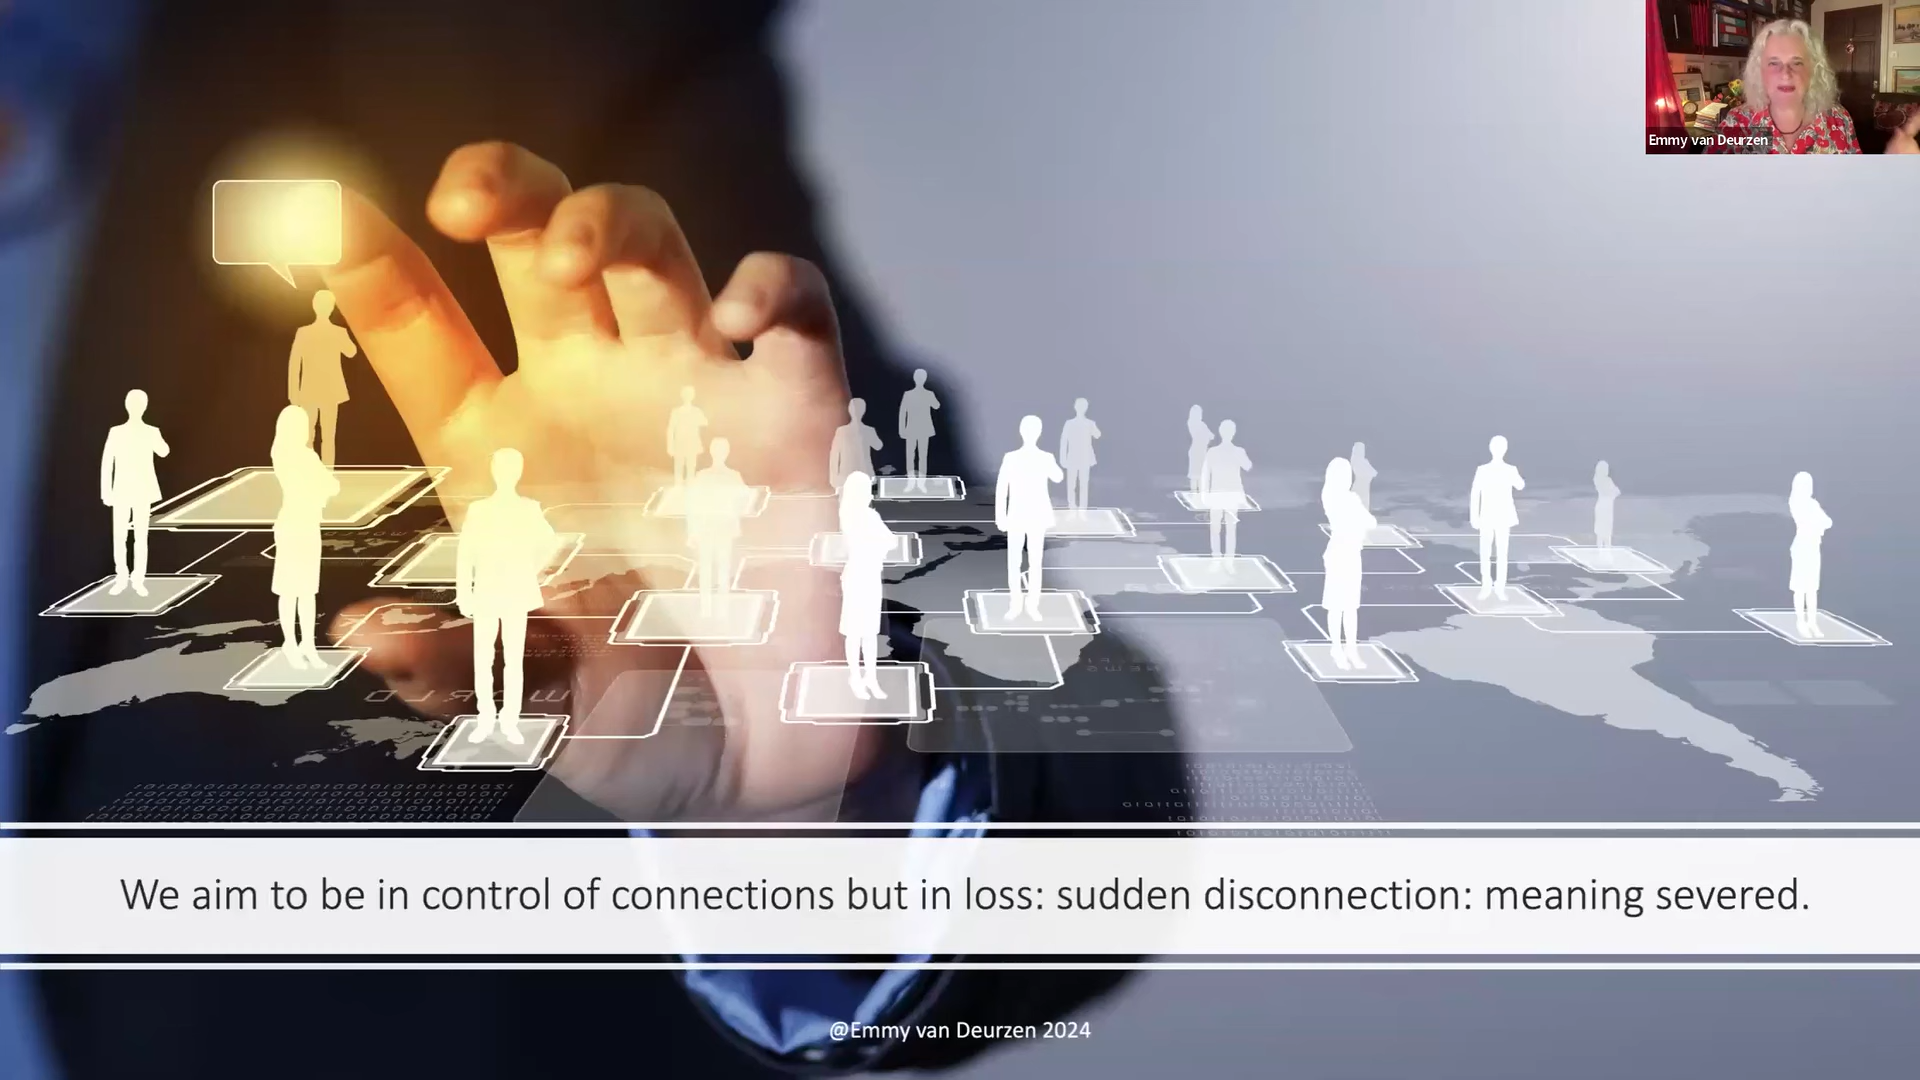 Emmy van Deurzen
We aim to be in control of connections but in loss: sudden disconnection: meaning severed.
@Emmy van Deurzen 2024